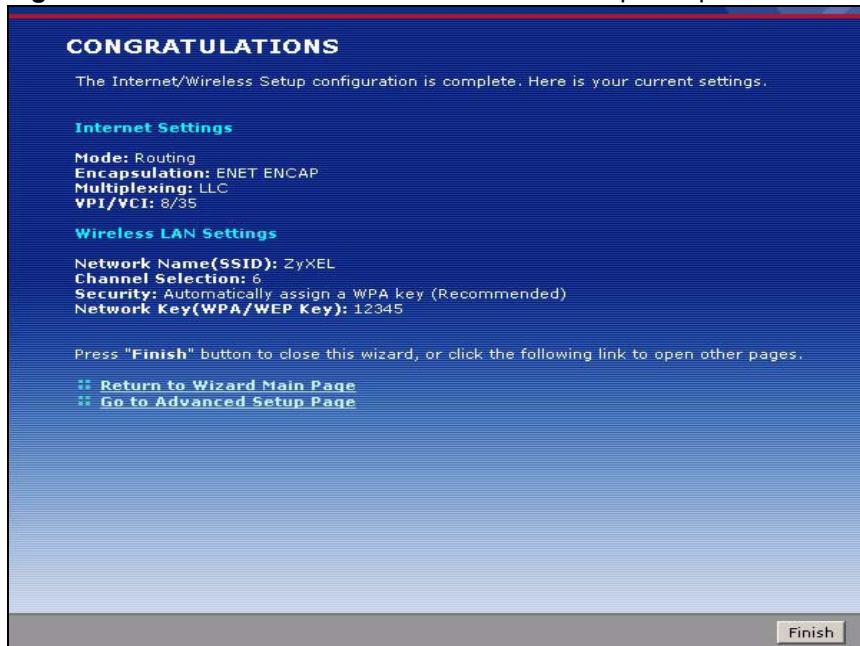 CONGRATULATIONS
The Internet/Wireless Setup configuration is complete. Here is your current settings.
Internet Settings
Mode: Routing
Encapsulation: ENET ENCAP
Multiplexing: LLC
VPI/VCI: 8/35
Wireless LAN Settings
Network Name(SSID): ZyXEL
Channel Selection: 6
Security: Automatically assign a WPA key (Recommended)
Network Key(WPA/WEP Key): 12345
Press "Finish" button to close this wizard, or click the following link to open other pages.
Return to Wizard Main Page
Go to Advanced Setup Page
Finish